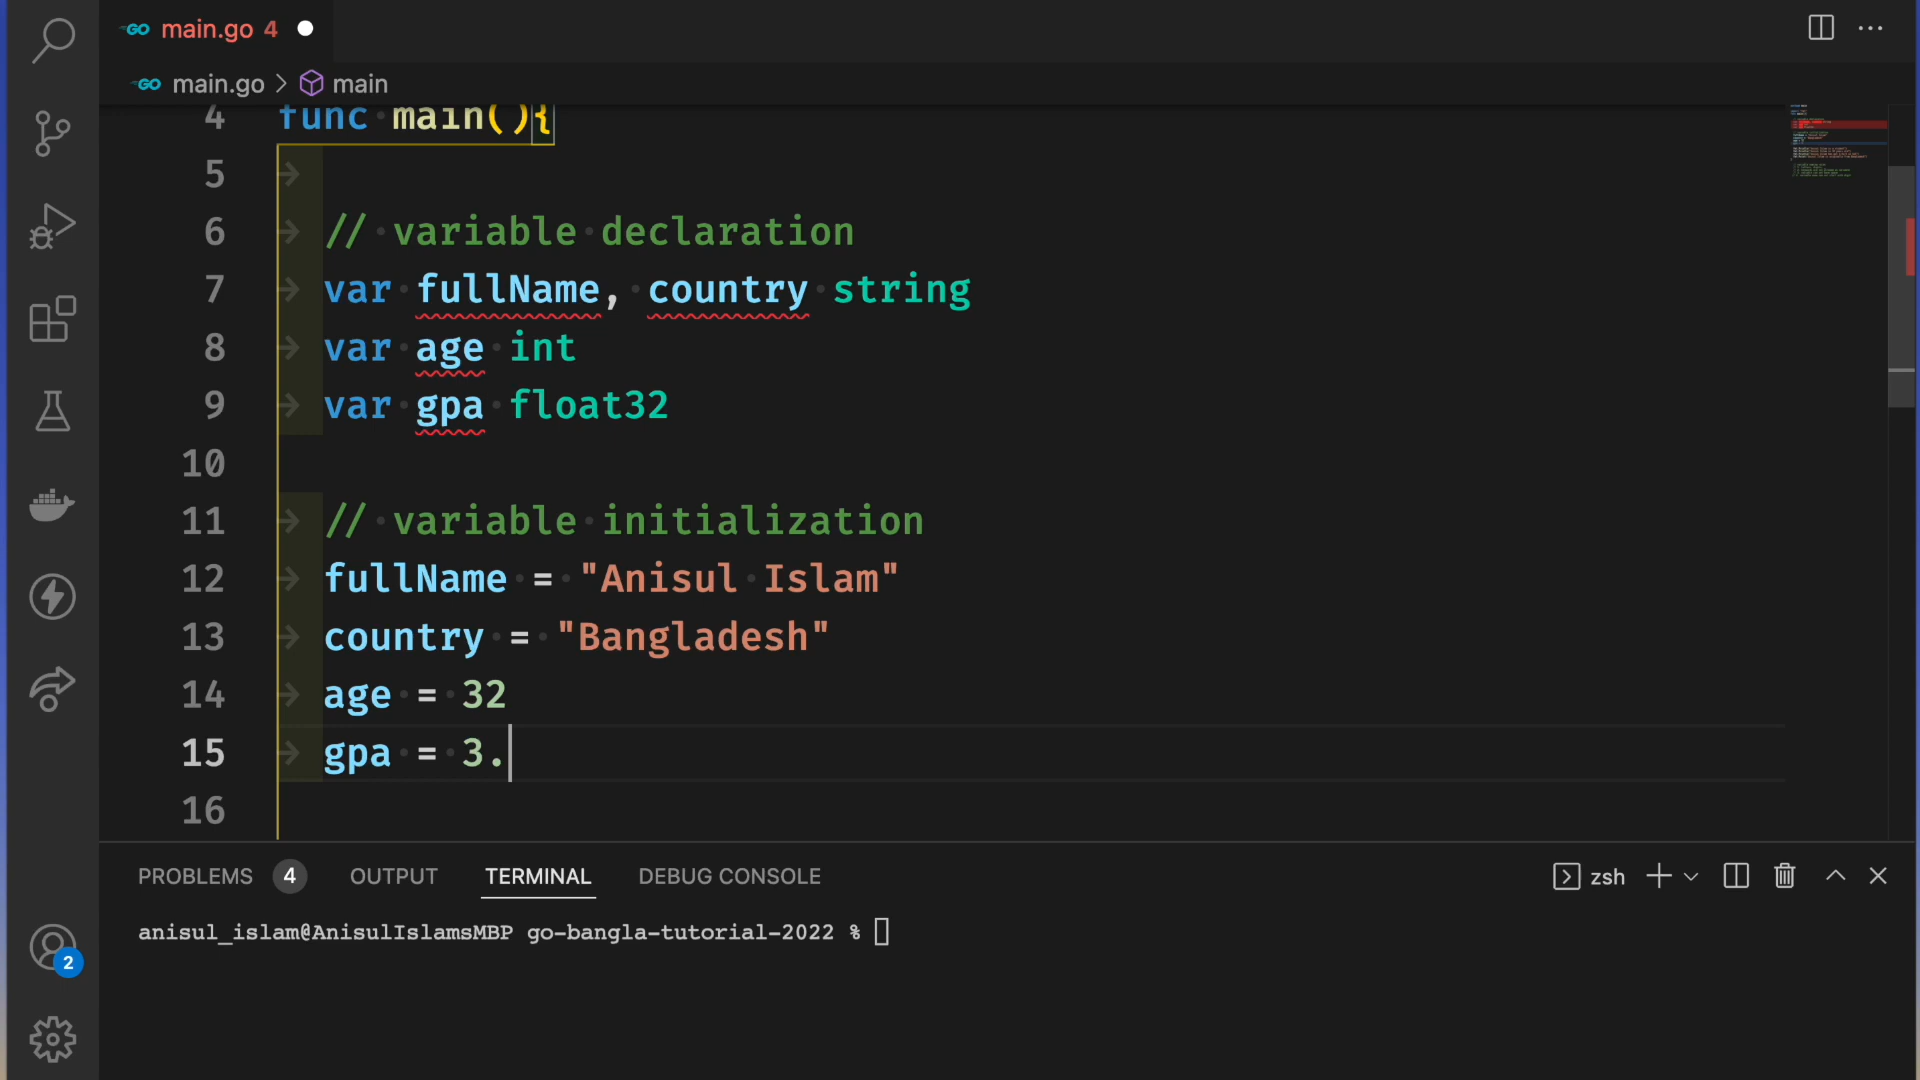 GO main.go 4
GO main.go > main
4 func main(){
5
6 // variable declaration
7 var fullName, country string
8 var age int
9 var gpa float32
10
11 // variable initialization
12 fullName = "Anisul Islam"
13 country = "Bangladesh"
14 age = 32
15 gpa = 3.
16
PROBLEMS 4 OUTPUT TERMINAL DEBUG CONSOLE zsh
anisul_islam@AnisulIslamsMBP go-bangla-tutorial-2022 %
2